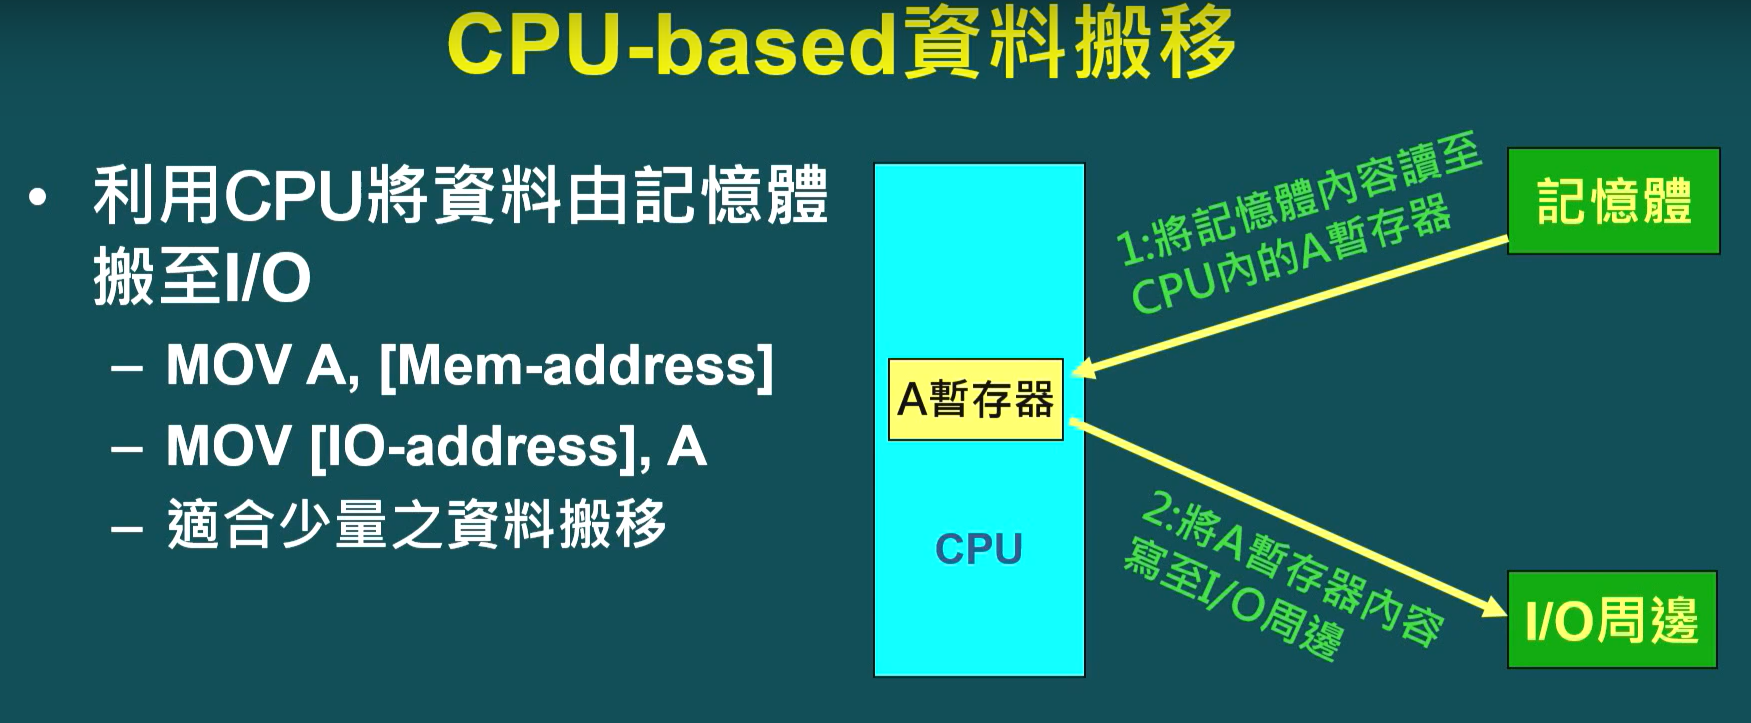 CPU-based資料搬移
• 利用CPU將資料由記憶體
搬至I/O
– MOV A, [Mem-address]
– MOV [IO-address], A
– 適合少量之資料搬移
1:將記憶體內容讀至
CPU內的A暫存器
記憶體
A暫存器
CPU
2:將A暫存器內容
寫至I/O周邊
I/O周邊